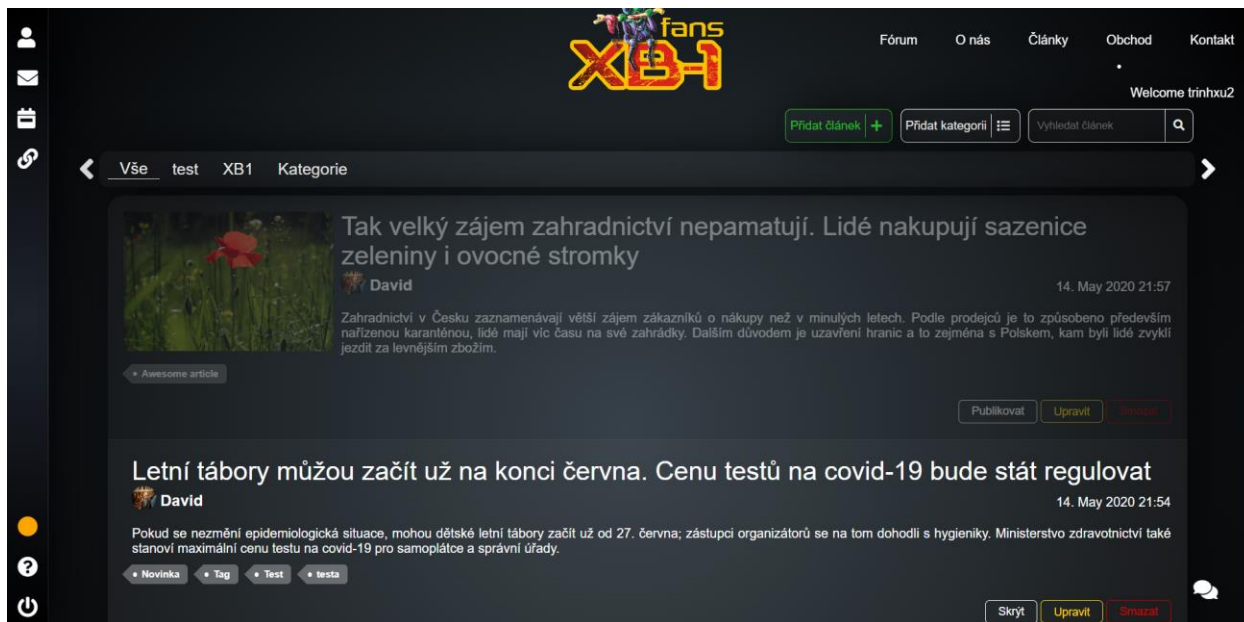 fans
XB-1
Fórum O nás Články Obchod Kontakt
Welcome trinhxu2
Přidat článek Přidat kategorii Vyhledat článek
Vše test XB1 Kategorie
Tak velký zájem zahradnictví nepamatují. Lidé nakupují sazenice
zeleniny i ovocné stromky
David
14. May 2020 21:57
Zahradnictví v Česku zaznamenávají větší zájem zákazníků o nákupy než v minulých letech. Podle prodejců je to způsobeno především
nařízenou karanténou, lidé mají víc času na své zahrádky. Dalším důvodem je uzavření hranic a to zejména s Polskem, kam byli lidé zvyklí
jezdit za levnějším zbožím.
• Awesome article
Publikovat Upravit Smazat
Letní tábory můžou začít už na konci června. Cenu testů na covid-19 bude stát regulovat
David
14. May 2020 21:54
Pokud se nezmění epidemiologická situace, mohou dětské letní tábory začít už od 27. června; zástupci organizátorů se na tom dohodli s hygieniky. Ministerstvo zdravotnictví také
stanoví maximální cenu testu na covid-19 pro samoplátce a správní úřady.
• Novinka • Tag • Test • testa
Skrýt Upravit Smazat